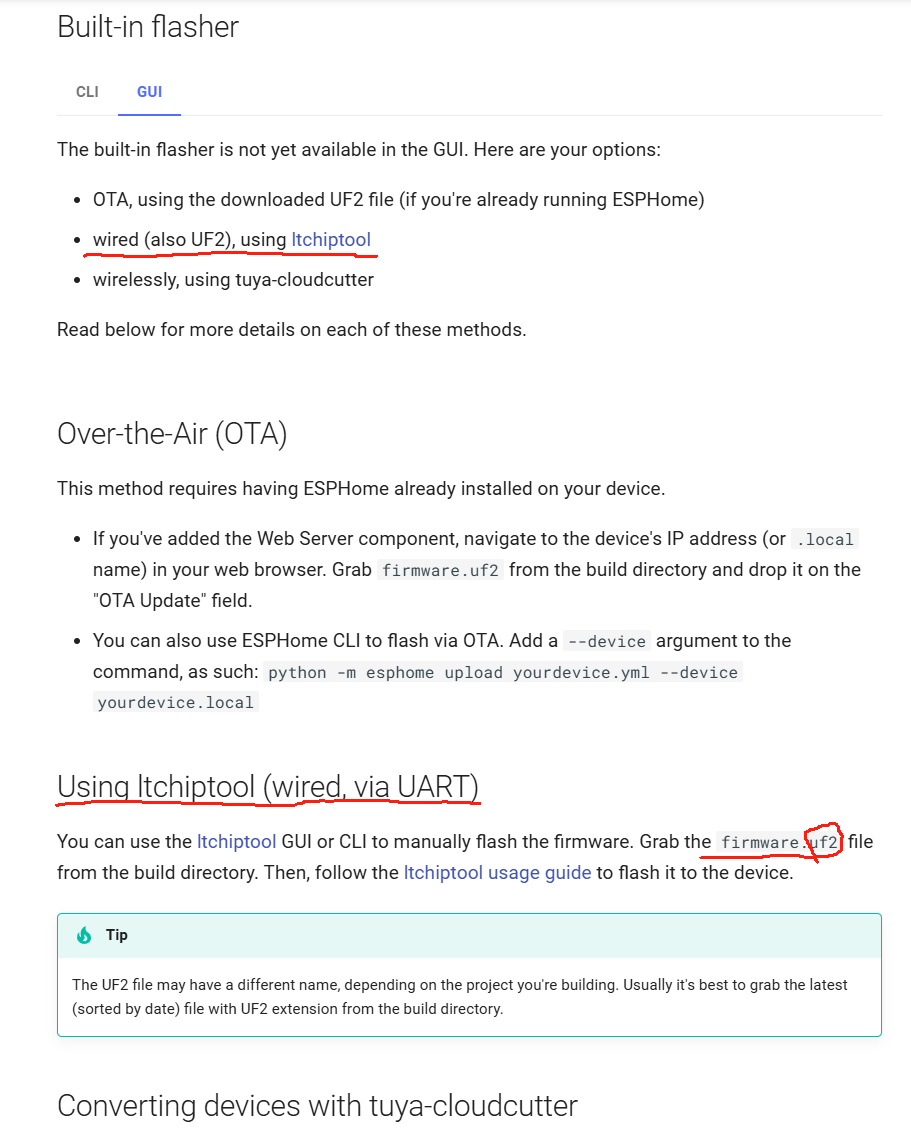 Built-in flasher
CLI GUI
The built-in flasher is not yet available in the GUI. Here are your options:
• OTA, using the downloaded UF2 file (if you're already running ESPHome)
• wired (also UF2), using ltchiptool
• wirelessly, using tuya-cloudcutter
Read below for more details on each of these methods.
Over-the-Air (OTA)
This method requires having ESPHome already installed on your device.
• If you've added the Web Server component, navigate to the device's IP address (or .local
name) in your web browser. Grab firmware.uf2 from the build directory and drop it on the
"OTA Update" field.
• You can also use ESPHome CLI to flash via OTA. Add a --device argument to the
command, as such: python -m esphome upload yourdevice.yml --device
yourdevice.local
Using ltchiptool (wired, via UART)
You can use the ltchiptool GUI or CLI to manually flash the firmware. Grab the firmware.uf2 file
from the build directory. Then, follow the ltchiptool usage guide to flash it to the device.
Tip
The UF2 file may have a different name, depending on the project you're building. Usually it's best to grab the latest
(sorted by date) file with UF2 extension from the build directory.
Converting devices with tuya-cloudcutter